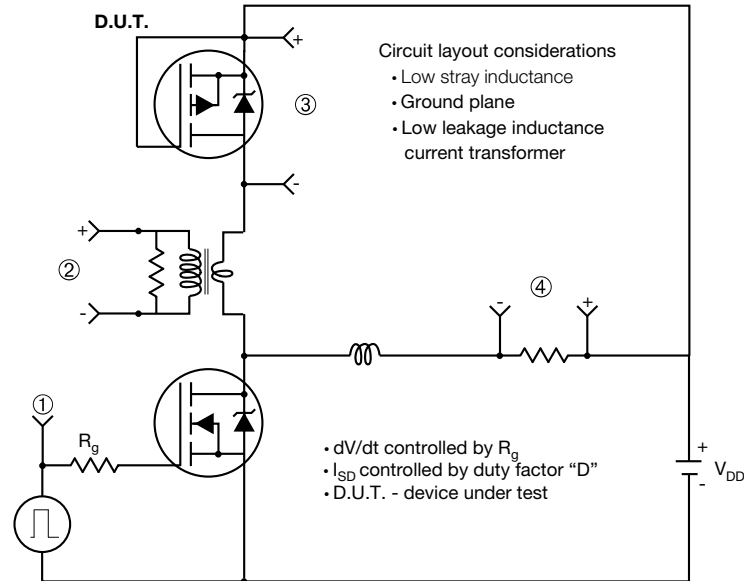 D.U.T.
+
③
-
Circuit layout considerations
• Low stray inductance
• Ground plane
• Low leakage inductance
current transformer
+
②
-
-
④
+
①
Rg
• dV/dt controlled by Rg
• ISD controlled by duty factor “D”
• D.U.T. - device under test
+
VDD
-